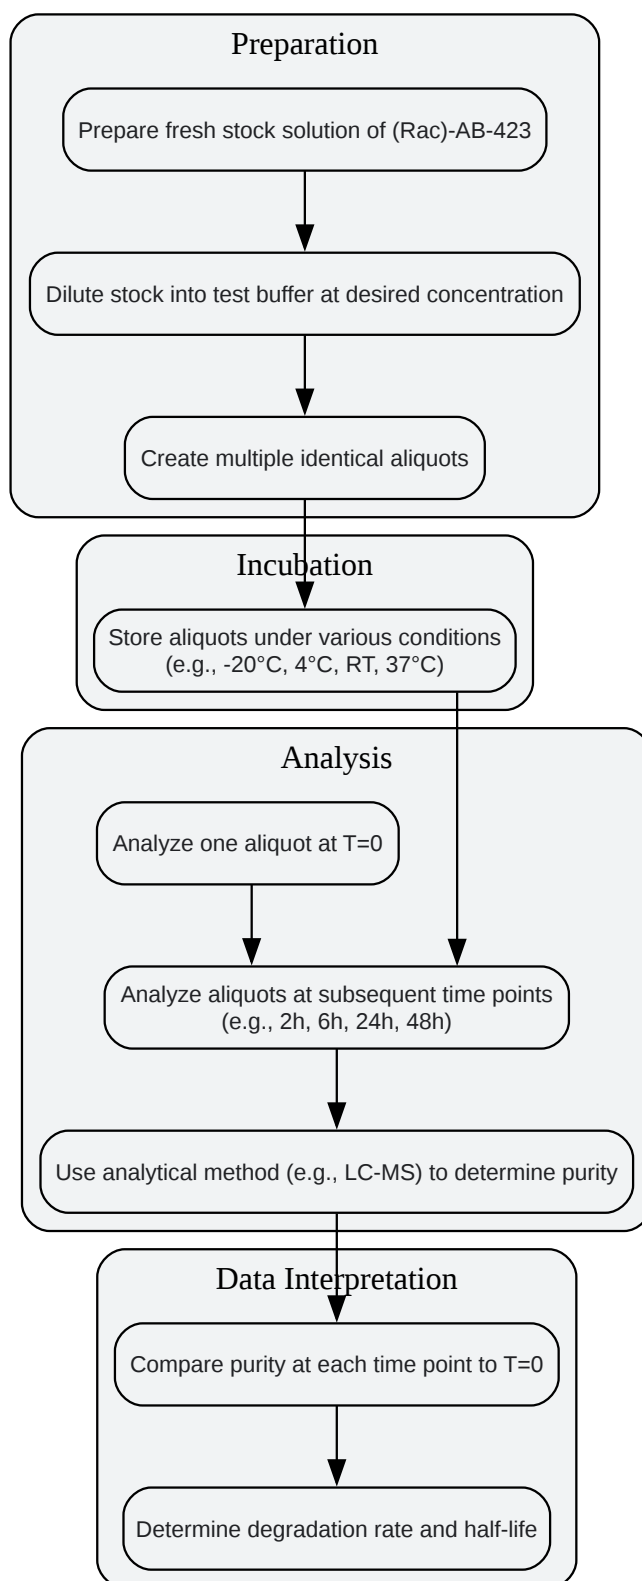 Preparation
Prepare fresh stock solution of (Rac)-AB-423
Dilute stock into test buffer at desired concentration
Create multiple identical aliquots
Incubation
Store aliquots under various conditions
(e.g., -20°C, 4°C, RT, 37°C)
Analysis
Analyze one aliquot at T=0
Analyze aliquots at subsequent time points
(e.g., 2h, 6h, 24h, 48h)
Use analytical method (e.g., LC-MS) to determine purity
Data Interpretation
Compare purity at each time point to T=0
Determine degradation rate and half-life